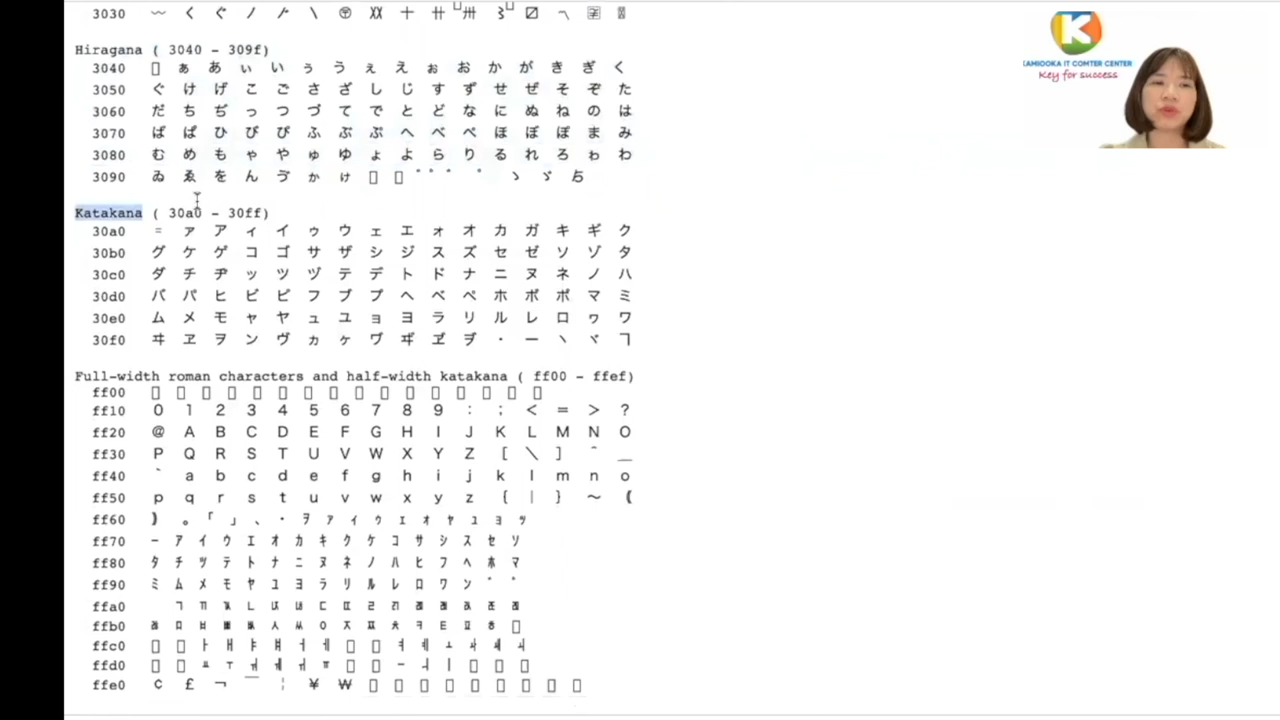 3030 〰 〱 〲 〳 〴 〵 〶 〷 〸 〹 〺 〻 〼 〽 〾 〿
KAMIOOKA IT COMTER CENTER
Key for success
Hiragana ( 3040 - 309f)
3040 ぁ あ ぃ い ぅ う ぇ え ぉ お か が き ぎ く
3050 ぐ け げ こ ご さ ざ し じ す ず せ ぜ そ ぞ た
3060 だ ち ぢ っ つ づ て で と ど な に ぬ ね の は
3070 ば ぱ ひ び ぴ ふ ぶ ぷ へ べ ぺ ほ ぼ ぽ ま み
3080 む め も ゃ や ゅ ゆ ょ よ ら り る れ ろ ゎ わ
3090 ゐ ゑ を ん ゔ ゕ ゖ ゛ ゜ ゝ ゞ ゟ
Katakana ( 30a0 - 30ff)
30a0 ゠ ァ ア ィ イ ゥ ウ ェ エ ォ オ カ ガ キ ギ ク
30b0 グ ケ ゲ コ ゴ サ ザ シ ジ ス ズ セ ゼ ソ ゾ タ
30c0 ダ チ ヂ ッ ツ ヅ テ デ ト ド ナ ニ ヌ ネ ノ ハ
30d0 バ パ ヒ ビ ピ フ ブ プ ヘ ベ ペ ホ ボ ポ マ ミ
30e0 ム メ モ ャ ヤ ュ ユ ョ ヨ ラ リ ル レ ロ ヮ ワ
30f0 ヰ ヱ ヲ ン ヴ ヵ ヶ ヷ ヸ ヹ ヺ ・ ー ヽ ヾ ヿ
Full-width roman characters and half-width katakana ( ff00 - ffef)
ff00
ff10 0 1 2 3 4 5 6 7 8 9 : ; < = > ?
ff20 @ A B C D E F G H I J K L M N O
ff30 P Q R S T U V W X Y Z [ \ ] ^ _
ff40 ` a b c d e f g h i j k l m n o
ff50 p q r s t u v w x y z { | } ～ ｟
ff60 ｠ ｡ ｢ ｣ ､ ･ ｦ ｧ ｨ ｩ ｪ ｫ ｬ ｭ ｮ ｯ
ff70 ｰ ｱ ｲ ｳ ｴ ｵ ｶ ｷ ｸ ｹ ｺ ｻ ｼ ｽ ｾ ｿ
ff80 ﾀ ﾁ ﾂ ﾃ ﾄ ﾅ ﾆ ﾇ ﾈ ﾉ ﾊ ﾋ ﾌ ﾍ ﾎ ﾏ
ff90 ﾐ ﾑ ﾒ ﾓ ﾔ ﾕ ﾖ ﾗ ﾘ ﾙ ﾚ ﾛ ﾜ ﾝ ﾞ ﾟ
ffa0 ﾡ ﾢ ﾣ ﾤ ﾥ ﾦ ﾧ ﾨ ﾩ ﾪ ﾫ ﾬ ﾭ ﾮ ﾯ
ffb0 ﾰ ﾱ ﾲ ﾳ ﾴ ﾵ ﾶ ﾷ ﾸ ﾹ ﾺ ﾻ ﾼ ﾽ ﾾ
ffc0 ￂ ￃ ￄ ￅ ￆ ￇ ￊ ￋ ￌ ￍ ￎ ￏ
ffd0 ￒ ￓ ￔ ￕ ￖ ￗ ￚ ￛ ￜ
ffe0 ￠ ￡ ￢ ￣ ￤ ￥ ￦